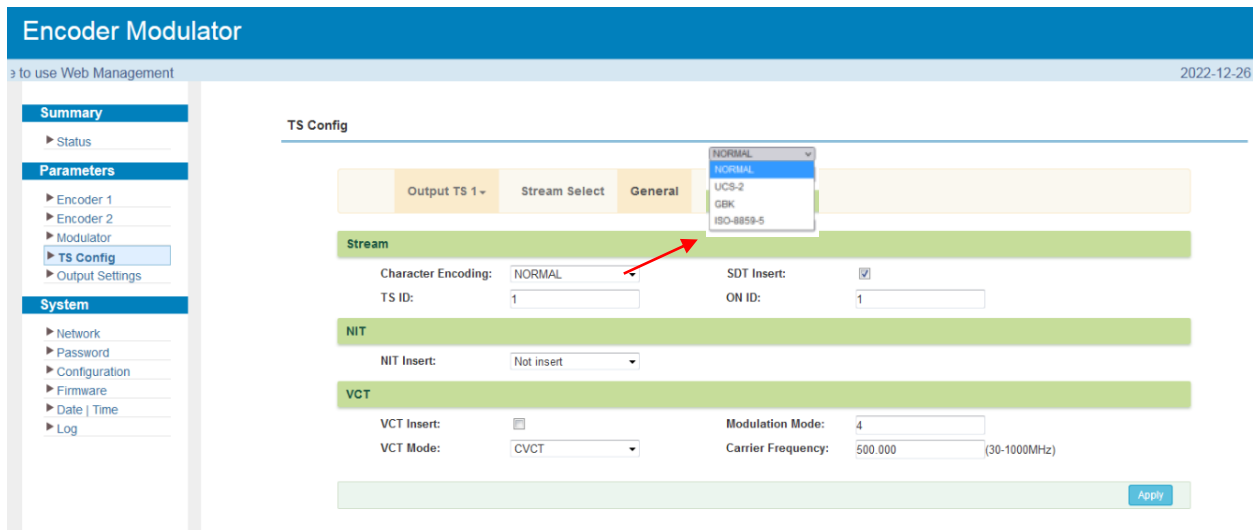 Encoder Modulator
e to use Web Management 2022-12-26
Summary
Status
Parameters
Encoder 1
Encoder 2
Modulator
TS Config
Output Settings
System
Network
Password
Configuration
Firmware
Date | Time
Log
TS Config
NORMAL
NORMAL
UCS-2
GBK
ISO-8859-5
Output TS 1 Stream Select General
Stream
Character Encoding: NORMAL SDT Insert:
TS ID: 1 ON ID: 1
NIT
NIT Insert: Not insert
VCT
VCT Insert: Modulation Mode: 4
VCT Mode: CVCT Carrier Frequency: 500.000 (30-1000MHz)
Apply